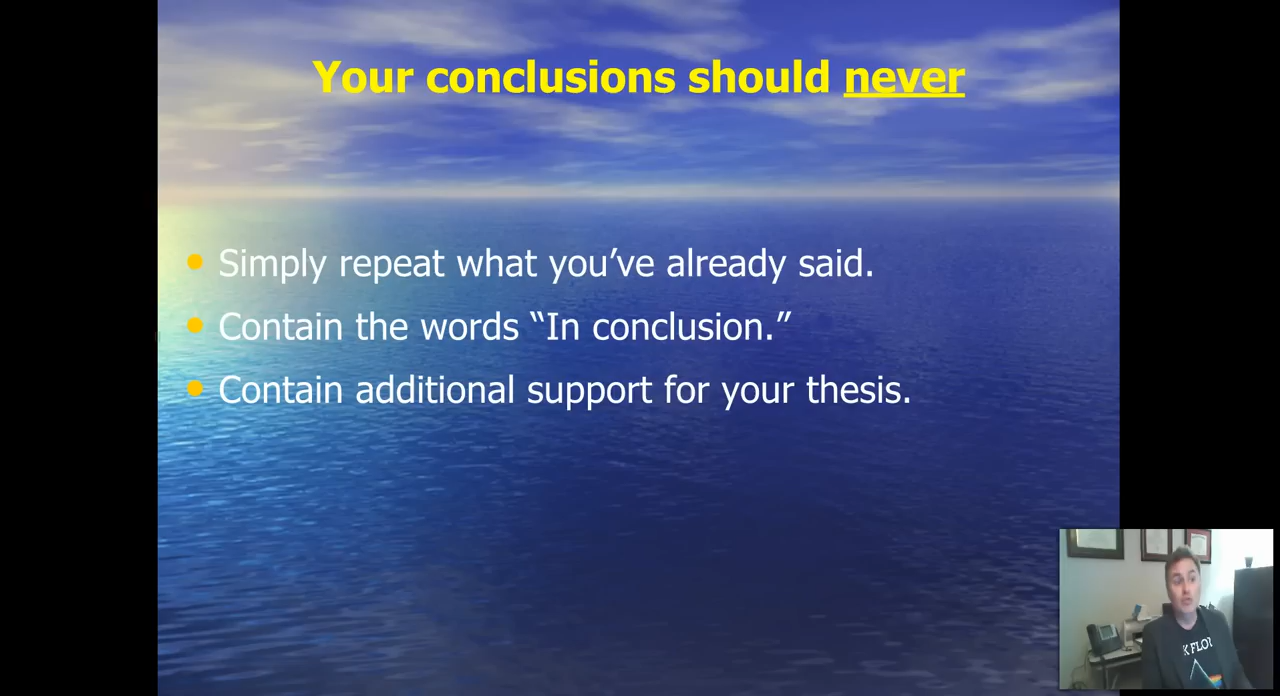 Your conclusions should never
Simply repeat what you’ve already said.
Contain the words “In conclusion.”
Contain additional support for your thesis.
K FLO